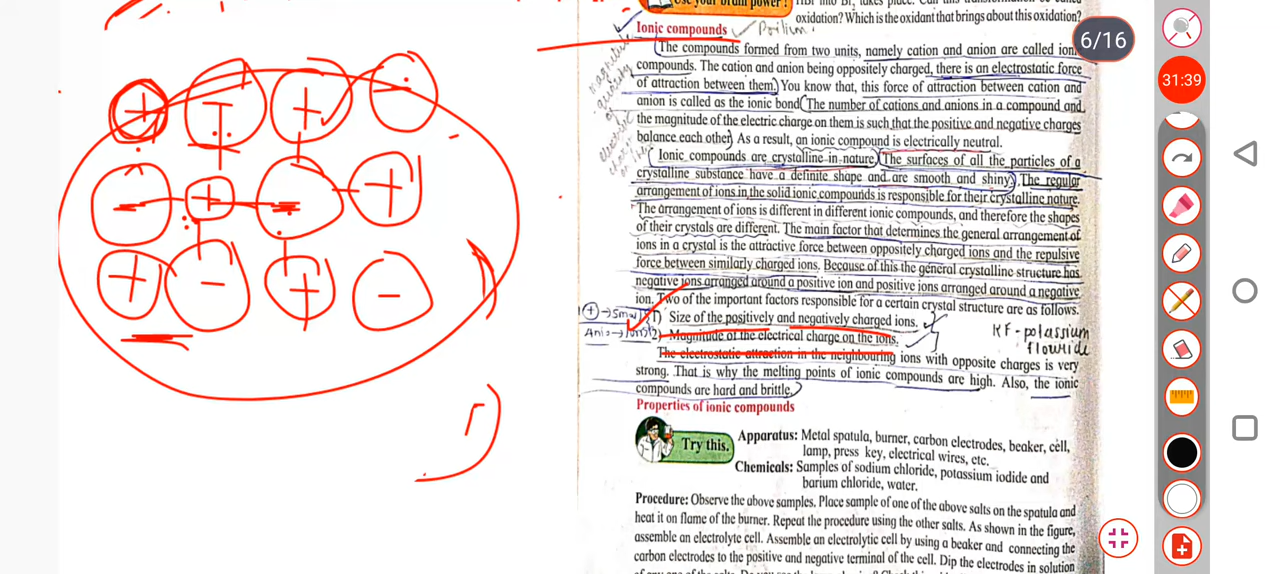 Use your brain power !
HBr into Br
oxidation? Which is the oxidant that brings about this oxidation?
6/16
31:39
Ionic compounds
The compounds formed from two units, namely cation and anion are called ionic
compounds. The cation and anion being oppositely charged, there is an electrostatic force
of attraction between them. You know that, this force of attraction between cation and
anion is called as the ionic bond. The number of cations and anions in a compound and
the magnitude of the electric charge on them is such that the positive and negative charges
balance each other. As a result, an ionic compound is electrically neutral.
Ionic compounds are crystalline in nature. The surfaces of all the particles of a
crystalline substance have a definite shape and are smooth and shiny. The regular
arrangement of ions in the solid ionic compounds is responsible for their crystalline nature.
The arrangement of ions is different in different ionic compounds, and therefore the shapes
of their crystals are different. The main factor that determines the general arrangement of
ions in a crystal is the attractive force between oppositely charged ions and the repulsive
force between similarly charged ions. Because of this the general crystalline structure has
negative ions arranged around a positive ion and positive ions arranged around a negative
ion. Two of the important factors responsible for a certain crystal structure are as follows.
1) Size of the positively and negatively charged ions.
2) Magnitude of the electrical charge on the ions.
KF - potassium
flouride
The electrostatic attraction in the neighbouring ions with opposite charges is very
strong. That is why the melting points of ionic compounds are high. Also, the ionic
compounds are hard and brittle.
Properties of ionic compounds
Try this.
Apparatus: Metal spatula, burner, carbon electrodes, beaker, cell,
lamp, press key, electrical wires, etc.
Chemicals: Samples of sodium chloride, potassium iodide and
barium chloride, water.
Procedure: Observe the above samples. Place sample of one of the above salts on the spatula and
heat it on flame of the burner. Repeat the procedure using the other salts. As shown in the figure,
assemble an electrolyte cell. Assemble an electrolytic cell by using a beaker and connecting the
carbon electrodes to the positive and negative terminal of the cell. Dip the electrodes in solution